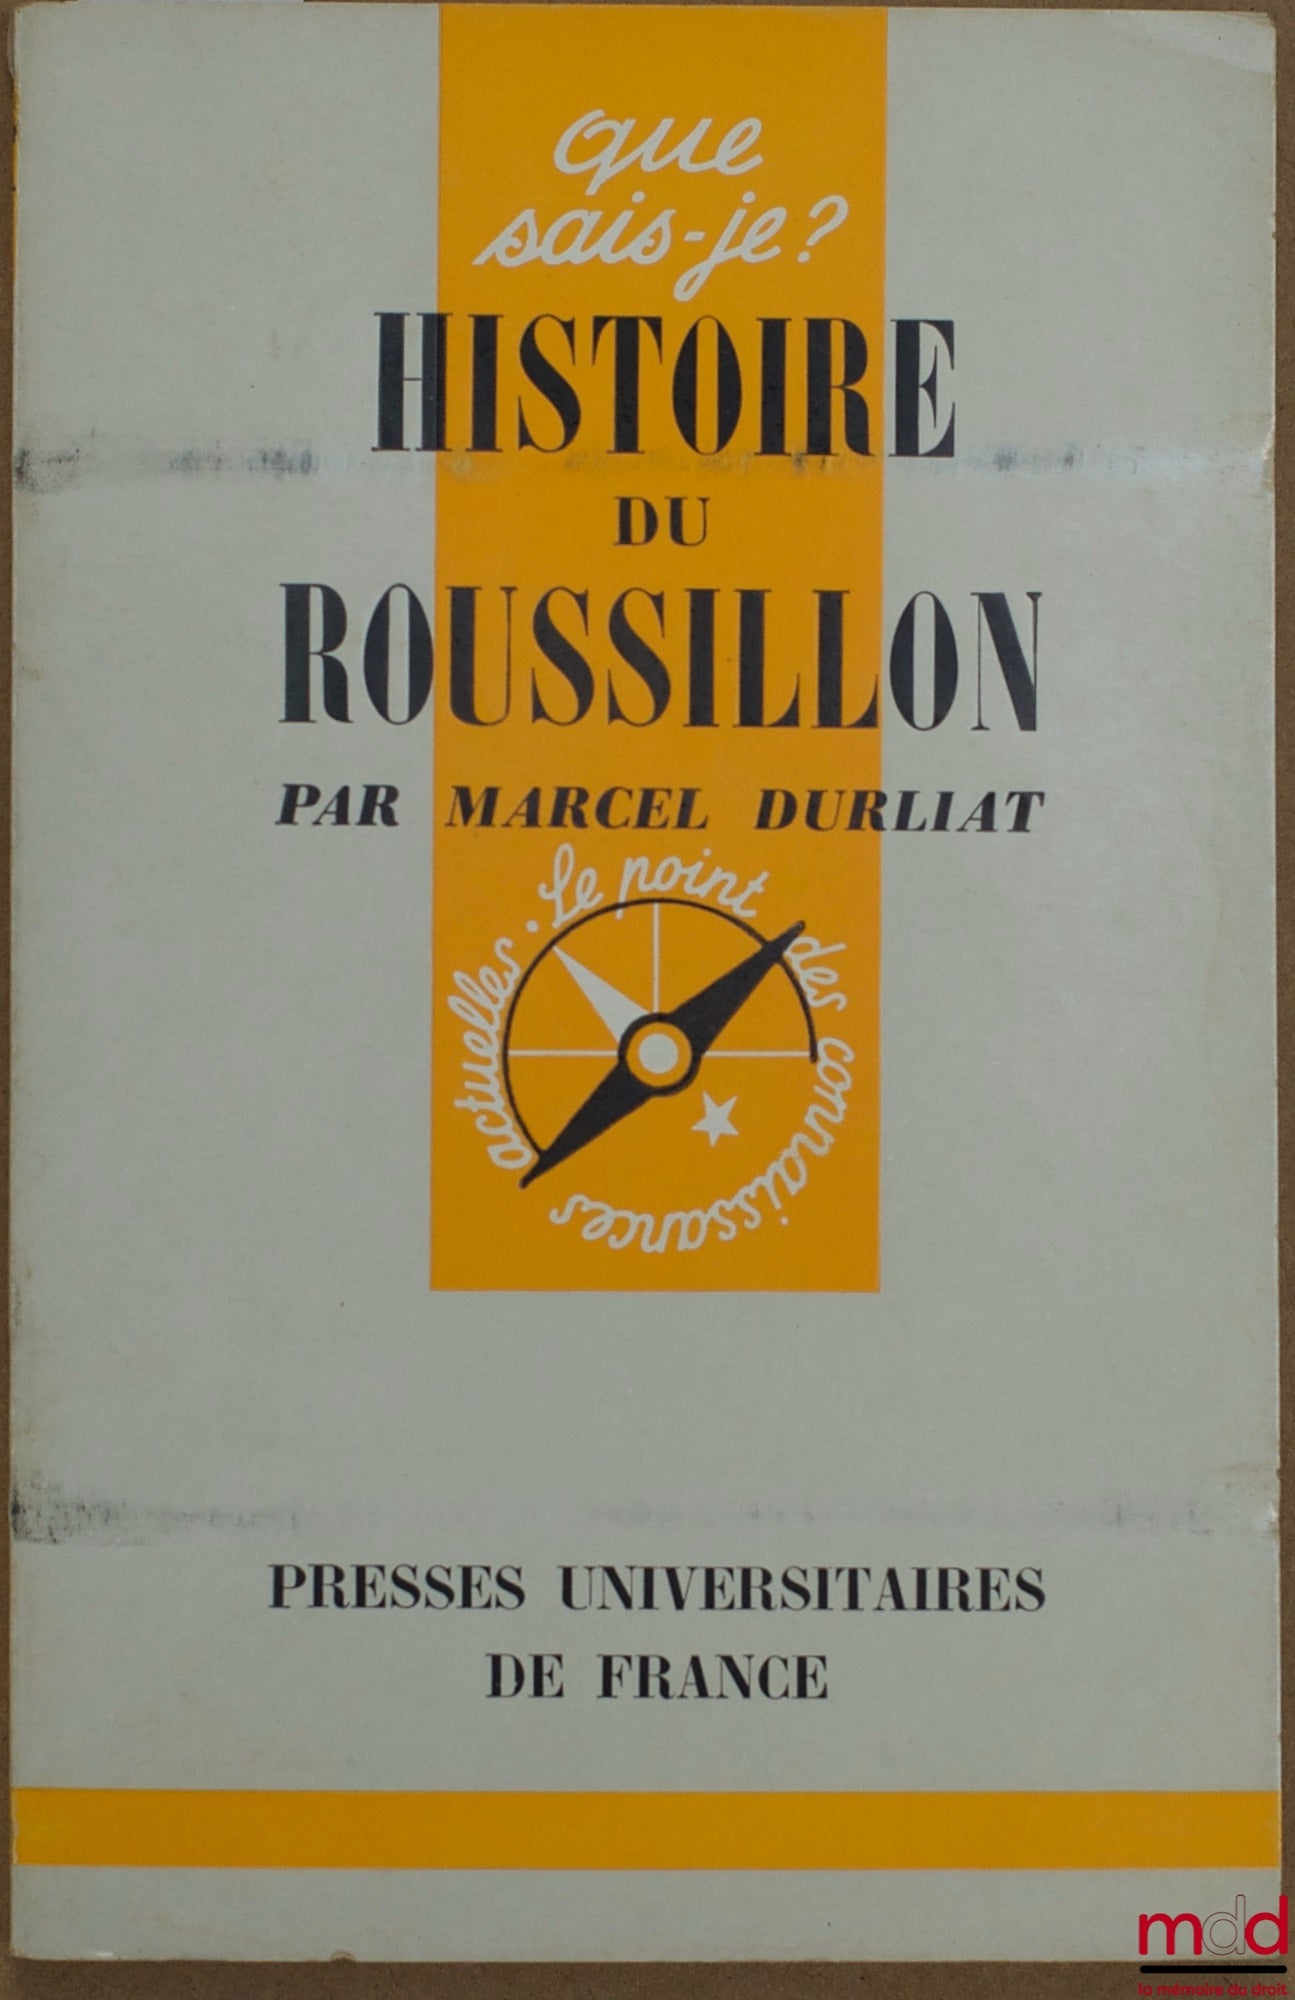 que
sais-je?
HISTOIRE
DU
ROUSSILLON
PAR MARCEL DURLIAT
Le point des connaissances actuelles.
PRESSES UNIVERSITAIRES
DE FRANCE
mdd
la mémoire du droit